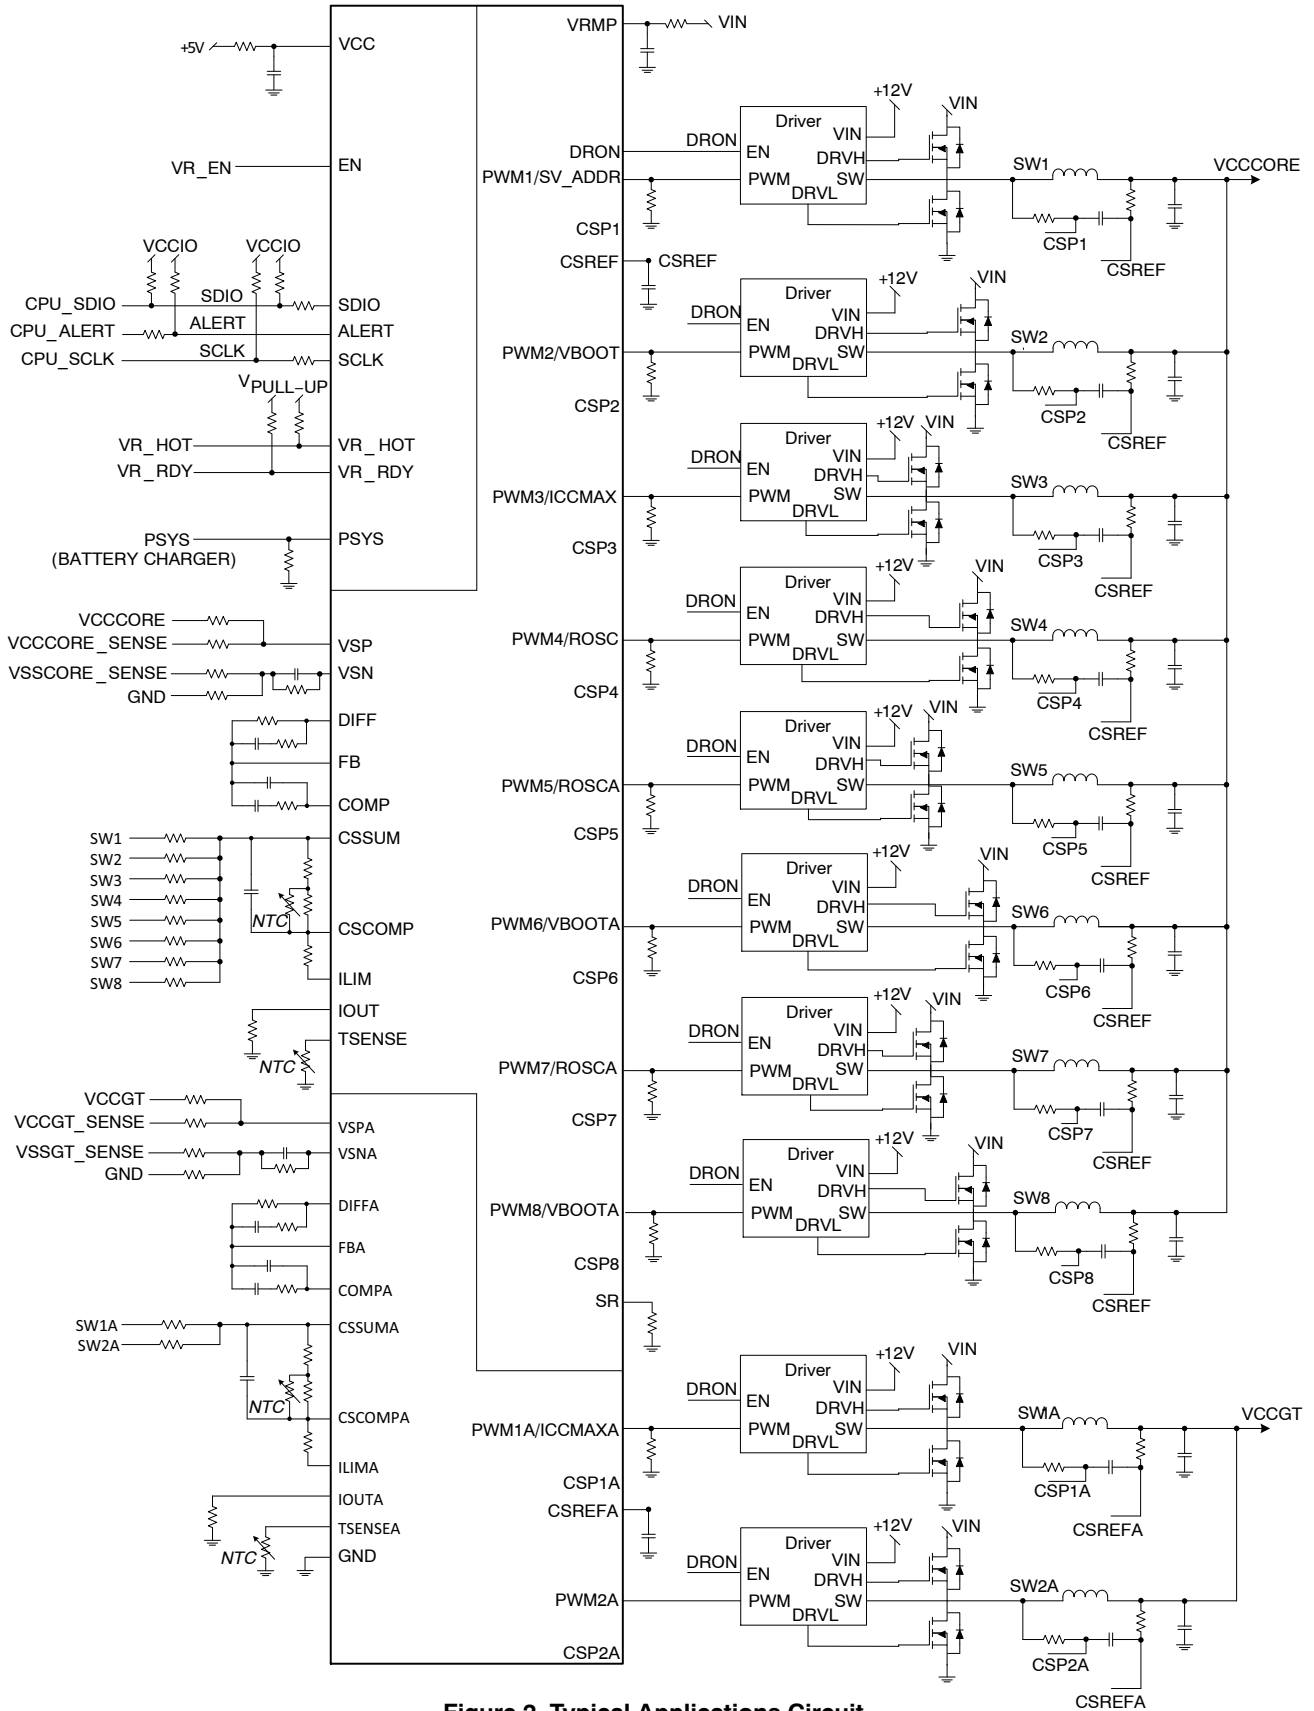 +5V
VCC
VR_EN
EN
VCCIO
VCCIO
CPU_SDIO
SDIO
SDIO
CPU_ALERT
ALERT
ALERT
CPU_SCLK
SCLK
SCLK
VPULL-UP
VR_HOT
VR_HOT
VR_RDY
VR_RDY
PSYS
(BATTERY CHARGER)
PSYS
VCCCORE
VCCCORE_SENSE
VSP
VSSCORE_SENSE
VSN
GND
DIFF
FB
COMP
SW1
SW2
SW3
SW4
SW5
SW6
SW7
SW8
CSSUM
NTC
CSCOMP
ILIM
IOUT
TSENSE
NTC
VCCGT
VCCGT_SENSE
VSPA
VSSGT_SENSE
VSNA
GND
DIFFA
FBA
COMPA
SW1A
SW2A
CSSUMA
NTC
CSCOMPA
ILIMA
IOUTA
TSENSEA
NTC
GND
VRMP
VIN
DRON
PWM1/SV_ADDR
CSP1
CSREF
CSREF
DRON
Driver
EN
PWM
VIN
DRVH
SW
DRVL
+12V
VIN
SW1
CSP1
CSREF
VCCCORE
PWM2/VBOOT
CSP2
DRON
Driver
EN
PWM
VIN
DRVH
SW
DRVL
+12V
VIN
SW2
CSP2
CSREF
PWM3/ICCMAX
CSP3
DRON
Driver
EN
PWM
VIN
DRVH
SW
DRVL
+12V
VIN
SW3
CSP3
CSREF
PWM4/ROSC
CSP4
DRON
Driver
EN
PWM
VIN
DRVH
SW
DRVL
+12V
VIN
SW4
CSP4
CSREF
PWM5/ROSCA
CSP5
DRON
Driver
EN
PWM
VIN
DRVH
SW
DRVL
+12V
VIN
SW5
CSP5
CSREF
PWM6/VBOOTA
CSP6
DRON
Driver
EN
PWM
VIN
DRVH
SW
DRVL
+12V
VIN
SW6
CSP6
CSREF
PWM7/ROSCA
CSP7
DRON
Driver
EN
PWM
VIN
DRVH
SW
DRVL
+12V
VIN
SW7
CSP7
CSREF
PWM8/VBOOTA
CSP8
DRON
Driver
EN
PWM
VIN
DRVH
SW
DRVL
+12V
VIN
SW8
CSP8
CSREF
SR
PWM1A/ICCMAXA
CSP1A
CSREFA
DRON
Driver
EN
PWM
VIN
DRVH
SW
DRVL
+12V
VIN
SW1A
CSP1A
CSREFA
VCCGT
PWM2A
CSP2A
DRON
Driver
EN
PWM
VIN
DRVH
SW
DRVL
+12V
VIN
SW2A
CSP2A
CSREFA
Figure 2. Typical Applications Circuit